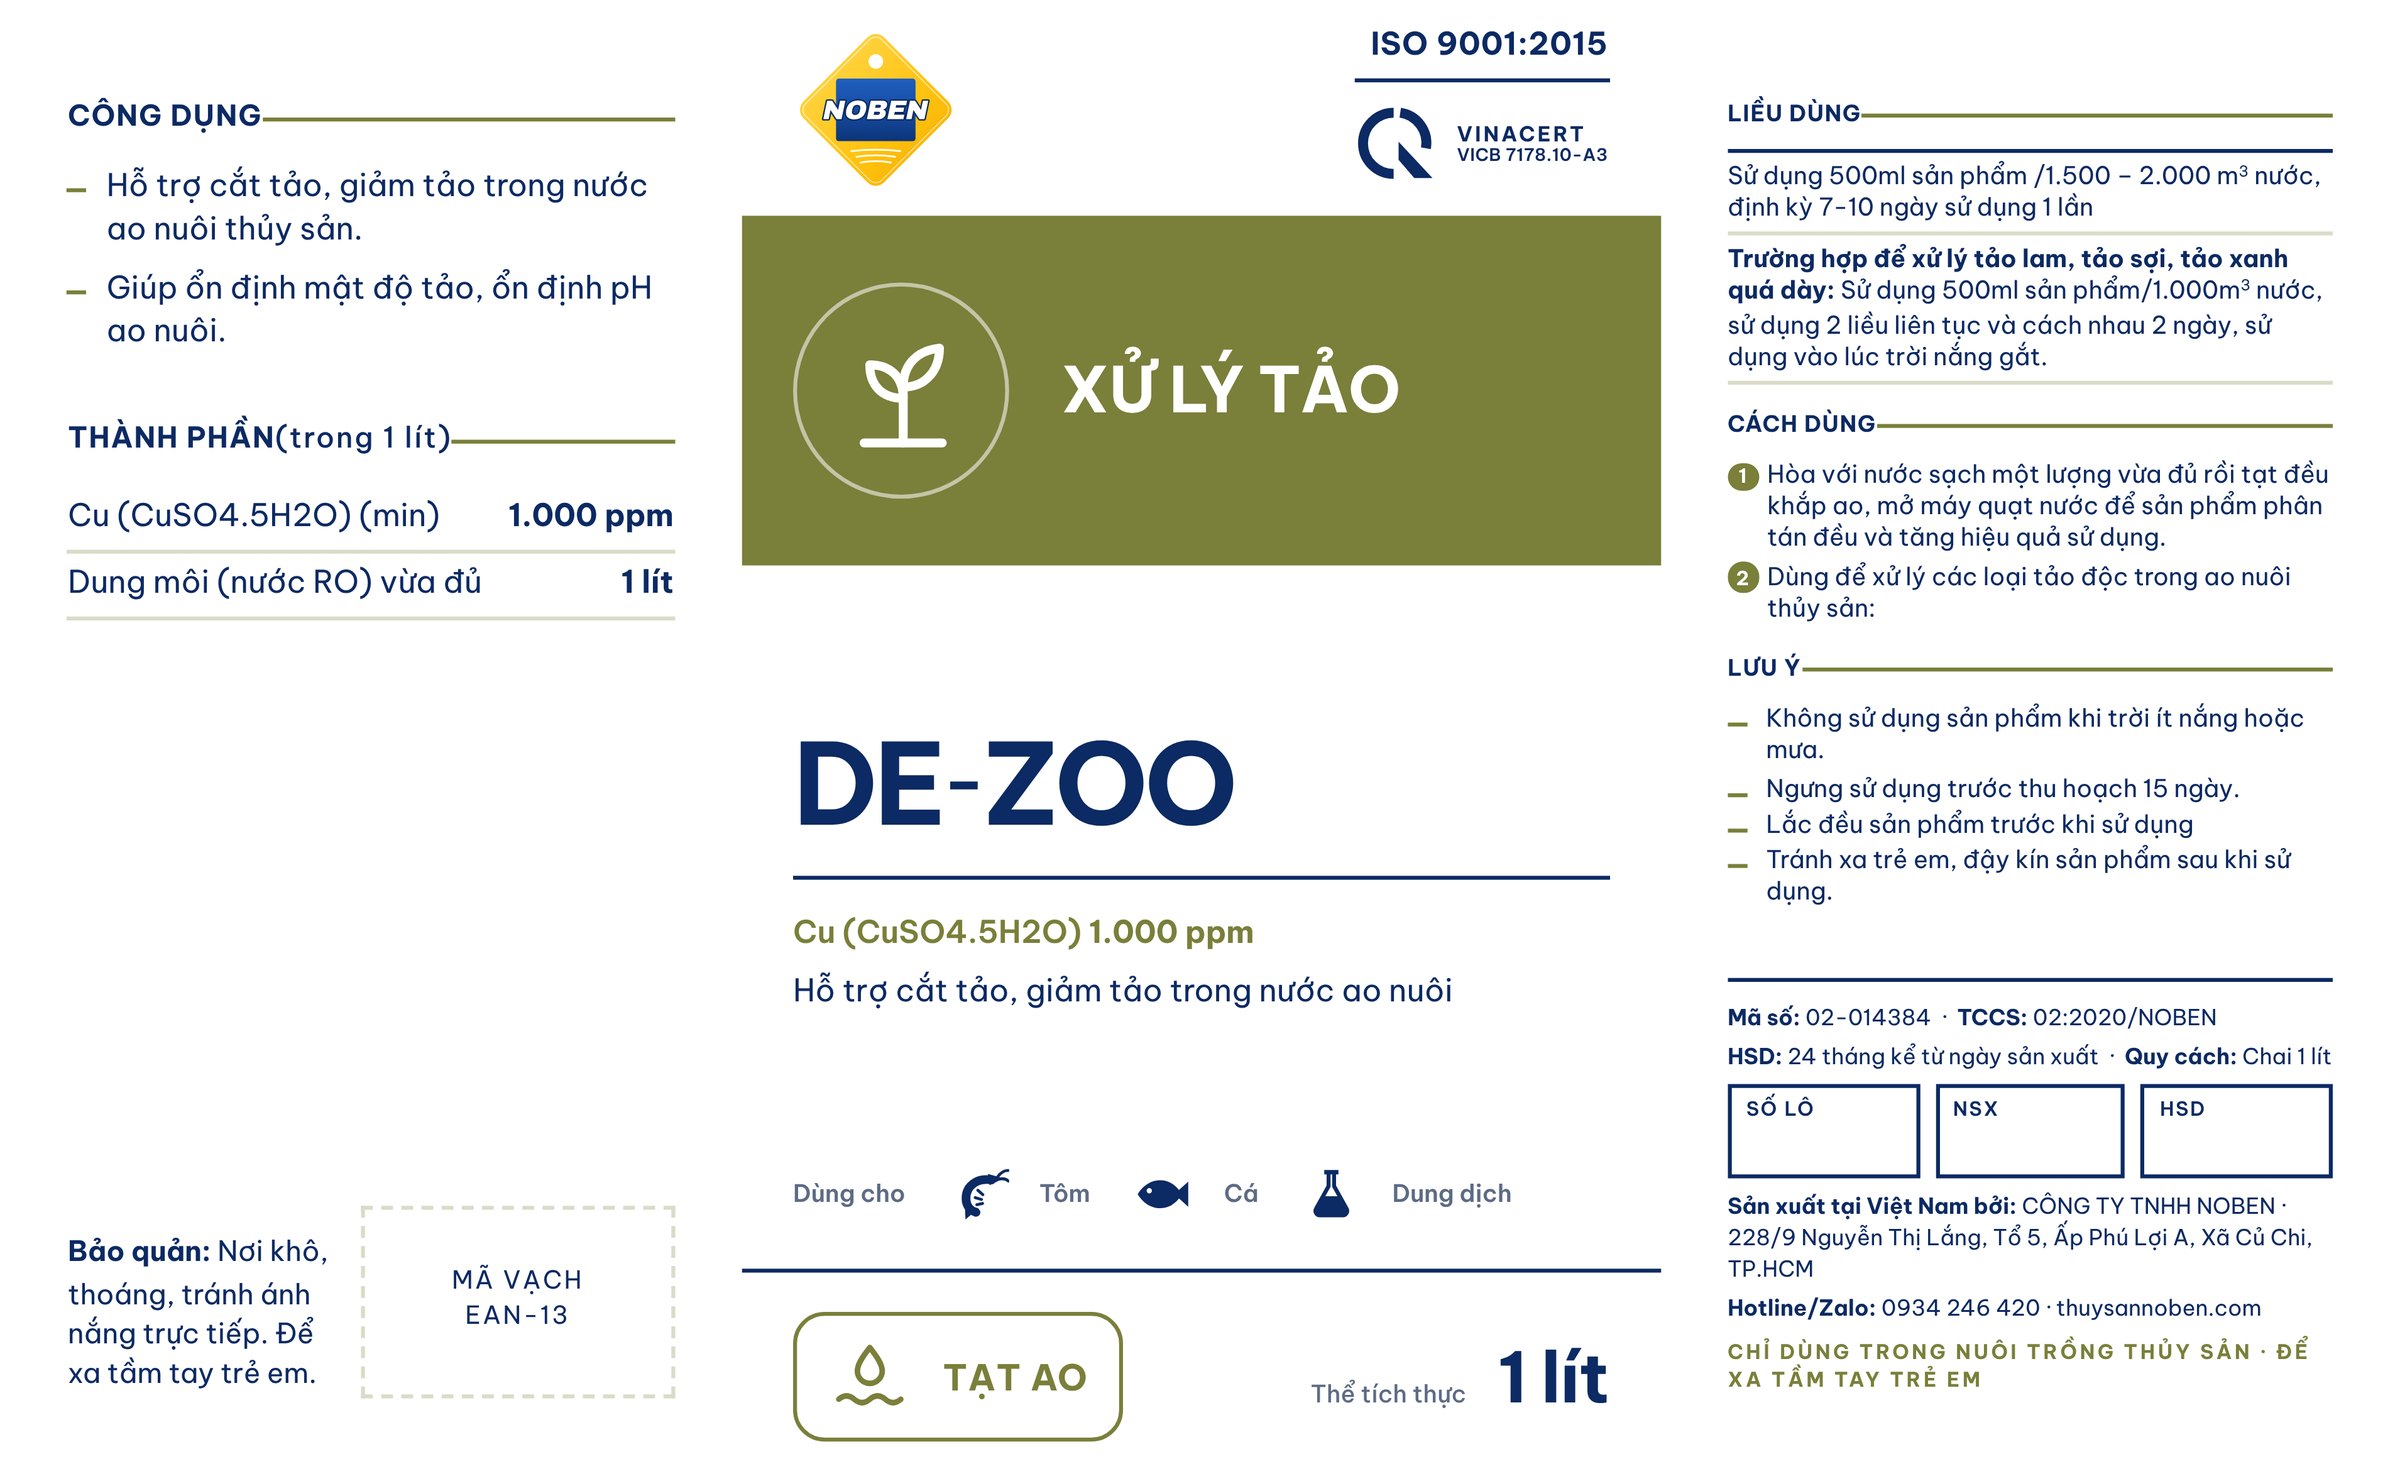 CÔNG DỤNG
Hỗ trợ cắt tảo, giảm tảo trong nước
ao nuôi thủy sản.
Giúp ổn định mật độ tảo, ổn định pH
ao nuôi.
THÀNH PHẦN(trong 1 lít)
Cu (CuSO4.5H2O) (min) 1.000 ppm
Dung môi (nước RO) vừa đủ 1 lít
Bảo quản: Nơi khô,
thoáng, tránh ánh
nắng trực tiếp. Để
xa tầm tay trẻ em.
MÃ VẠCH
EAN-13
NOBEN
ISO 9001:2015
VINACERT
VICB 7178.10-A3
XỬ LÝ TẢO
DE-ZOO
Cu (CuSO4.5H2O) 1.000 ppm
Hỗ trợ cắt tảo, giảm tảo trong nước ao nuôi
Dùng cho Tôm Cá Dung dịch
TẠT AO
Thể tích thực 1 lít
LIỀU DÙNG
Sử dụng 500ml sản phẩm /1.500 – 2.000 m³ nước,
định kỳ 7-10 ngày sử dụng 1 lần
Trường hợp để xử lý tảo lam, tảo sợi, tảo xanh
quá dày: Sử dụng 500ml sản phẩm/1.000m³ nước,
sử dụng 2 liều liên tục và cách nhau 2 ngày, sử
dụng vào lúc trời nắng gắt.
CÁCH DÙNG
1 Hòa với nước sạch một lượng vừa đủ rồi tạt đều
khắp ao, mở máy quạt nước để sản phẩm phân
tán đều và tăng hiệu quả sử dụng.
2 Dùng để xử lý các loại tảo độc trong ao nuôi
thủy sản:
LƯU Ý
Không sử dụng sản phẩm khi trời ít nắng hoặc
mưa.
Ngưng sử dụng trước thu hoạch 15 ngày.
Lắc đều sản phẩm trước khi sử dụng
Tránh xa trẻ em, đậy kín sản phẩm sau khi sử
dụng.
Mã số: 02-014384 · TCCS: 02:2020/NOBEN
HSD: 24 tháng kể từ ngày sản xuất · Quy cách: Chai 1 lít
SỐ LÔ NSX HSD
Sản xuất tại Việt Nam bởi: CÔNG TY TNHH NOBEN ·
228/9 Nguyễn Thị Lắng, Tổ 5, Ấp Phú Lợi A, Xã Củ Chi,
TP.HCM
Hotline/Zalo: 0934 246 420 · thuysannoben.com
CHỈ DÙNG TRONG NUÔI TRỒNG THỦY SẢN · ĐỂ
XA TẦM TAY TRẺ EM